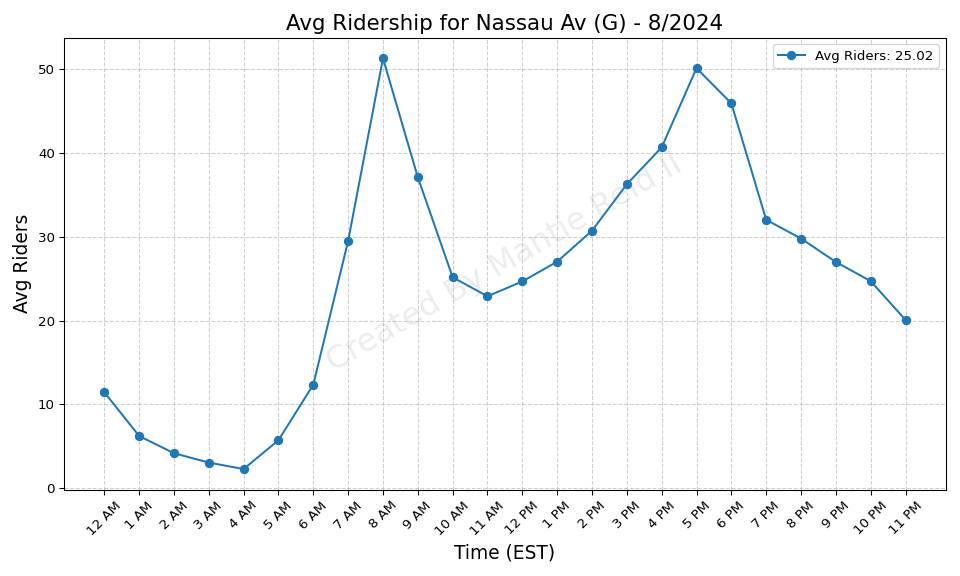 Avg Ridership for Nassau Av (G) - 8/2024
Avg Riders: 25.02
50
40
30
20
10
0
Avg Riders
Created By Mantie Reid II
12 AM
1 AM
2 AM
3 AM
4 AM
5 AM
6 AM
7 AM
8 AM
9 AM
10 AM
11 AM
12 PM
1 PM
2 PM
3 PM
4 PM
5 PM
6 PM
7 PM
8 PM
9 PM
10 PM
11 PM
Time (EST)